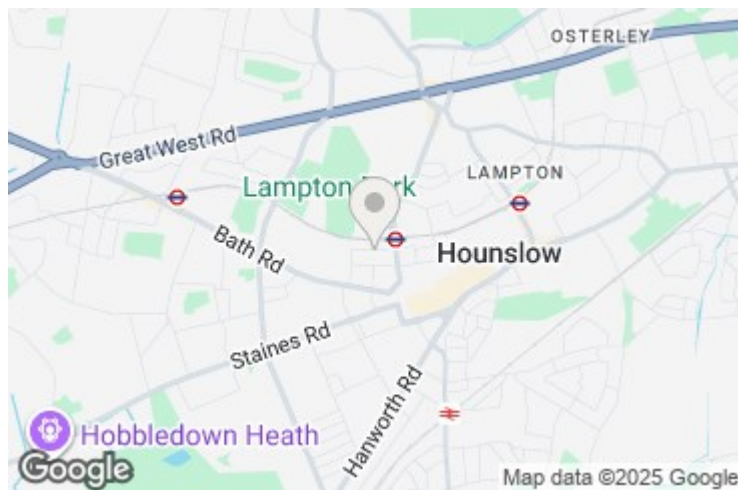 OSTERLEY
Great West Rd
Lampton Park
LAMPTON
Bath Rd
Hounslow
Staines Rd
Hanworth Rd
Hobbledown Heath
Google
Map data ©2025 Google